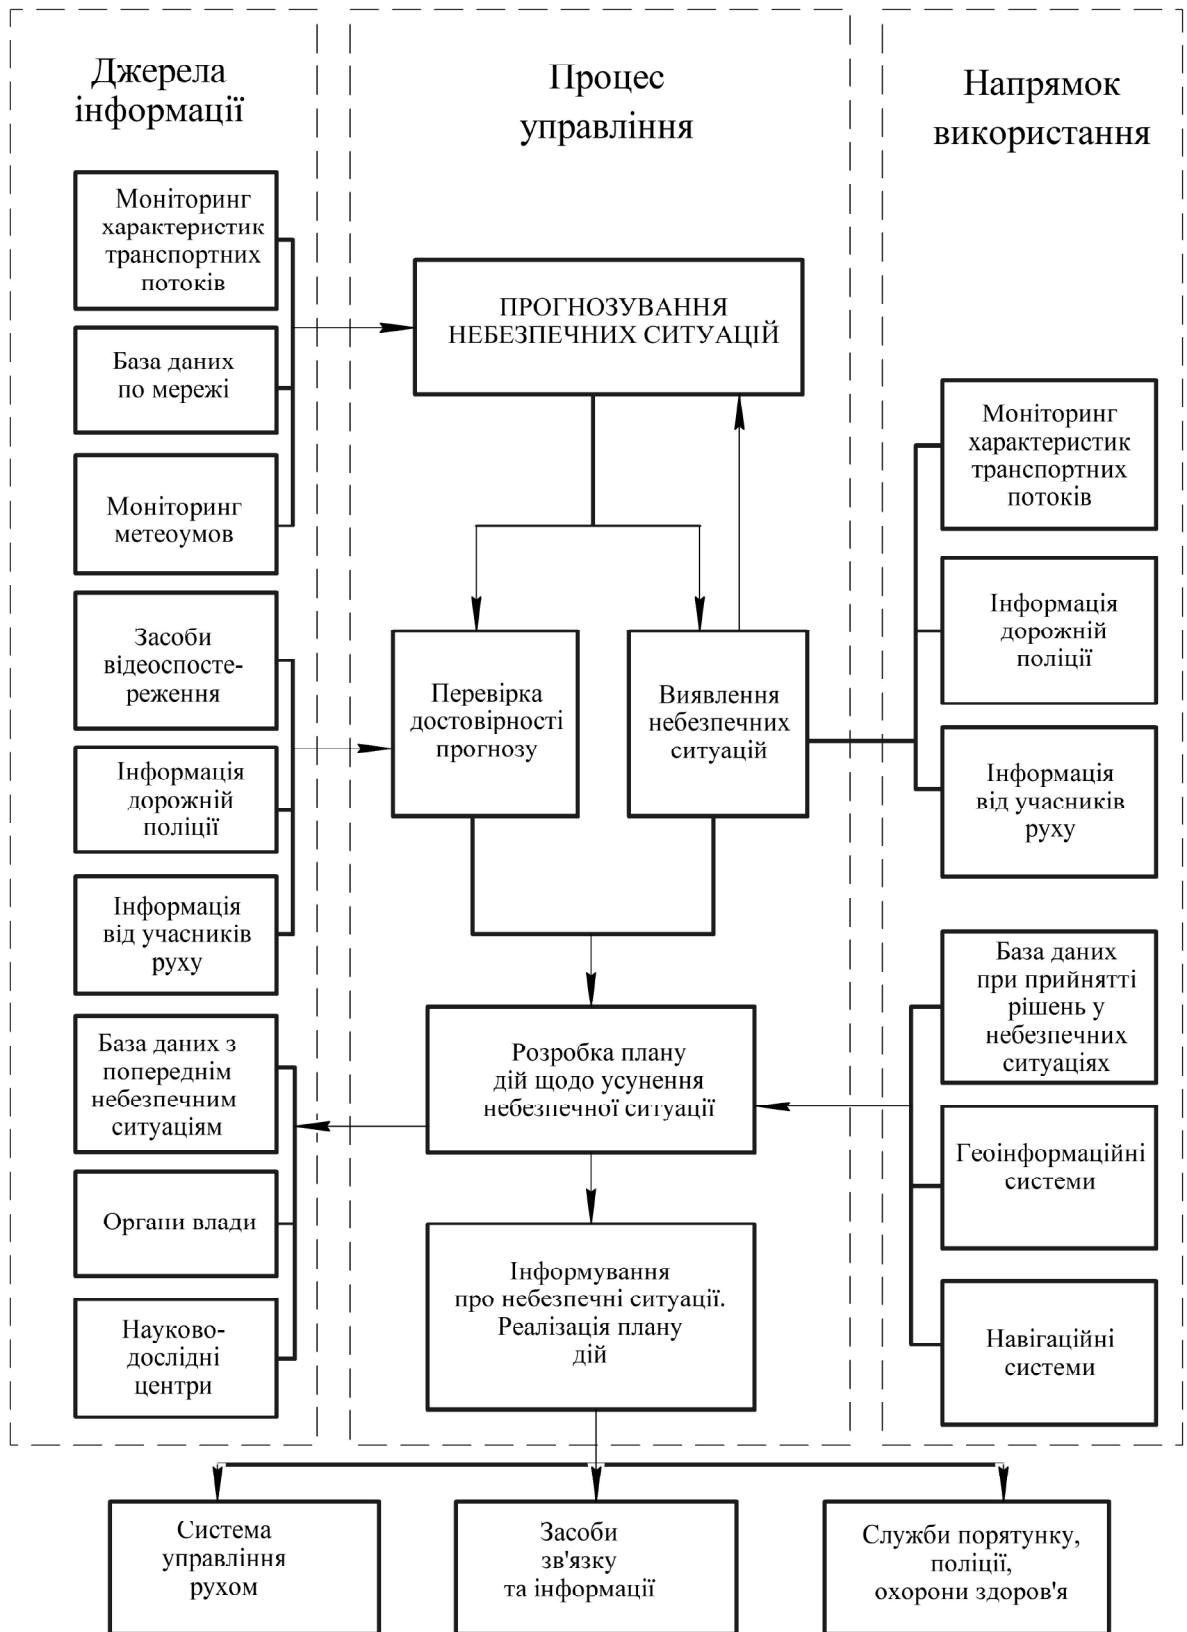 Джерела
інформації
Процес
управління
Напрямок
використання
Моніторинг
характеристик
транспортних
потоків
База даних
по мережі
Моніторинг
метеоумов
Засоби
відеоспосте-
реження
Інформація
дорожній
поліції
Інформація
від учасників
руху
База даних з
попереднім
небезпечним
ситуаціям
Органи влади
Науково-
дослідні
центри
ПРОГНОЗУВАННЯ
НЕБЕЗПЕЧНИХ СИТУАЦІЙ
Перевірка
достовірності
прогнозу
Виявлення
небезпечних
ситуацій
Розробка плану
дій щодо усунення
небезпечної ситуації
Інформування
про небезпечні ситуації.
Реалізація плану
дій
Моніторинг
характеристик
транспортних
потоків
Інформація
дорожній
поліції
Інформація
від учасників
руху
База даних
при прийнятті
рішень у
небезпечних
ситуаціях
Геоінформаційні
системи
Навігаційні
системи
Система
управління
рухом
Засоби
зв'язку
та інформації
Служби порятунку,
поліції,
охорони здоров'я